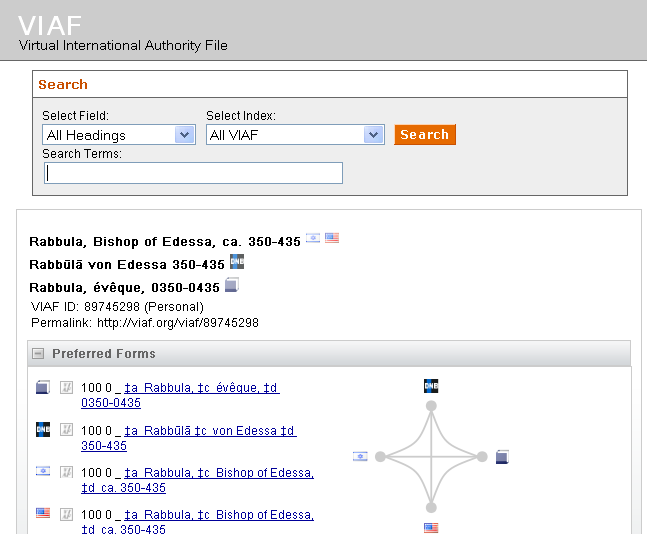 VIAF
Virtual International Authority File
Search
Select Field:
Select Index:
All Headings
All VIAF
Search
Search Terms:
Rabbula, Bishop of Edessa, ca. 350-435
Rabbūlā von Edessa 350-435
DNB
Rabbula, évêque, 0350-0435
VIAF ID: 89745298 (Personal)
Permalink: http://viaf.org/viaf/89745298
Preferred Forms
100 0 _ ‡a Rabbula, ‡c évêque, ‡d
0350-0435
DNB
DNB
100 0 _ ‡a Rabbūlā ‡c von Edessa ‡d
350-435
100 0 _ ‡a Rabbula, ‡c Bishop of Edessa,
‡d ca. 350-435
100 0 _ ‡a Rabbula, ‡c Bishop of Edessa,
‡d ca. 350-435